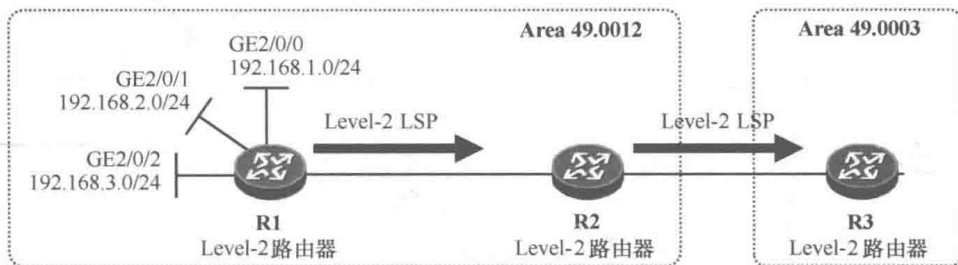 Area 49.0012
Area 49.0003
GE2/0/0
192.168.1.0/24
GE2/0/1
192.168.2.0/24
GE2/0/2
192.168.3.0/24
Level-2 LSP
Level-2 LSP
R1
Level-2 路由器
R2
Level-2 路由器
R3
Level-2 路由器